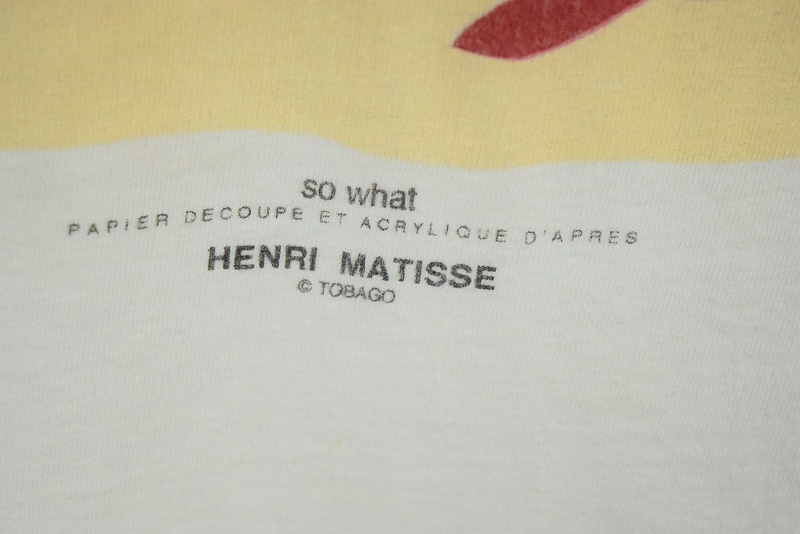 so what
PAPIER DECOUPE ET ACRYLIQUE D'APRES
HENRI MATISSE
© TOBAGO